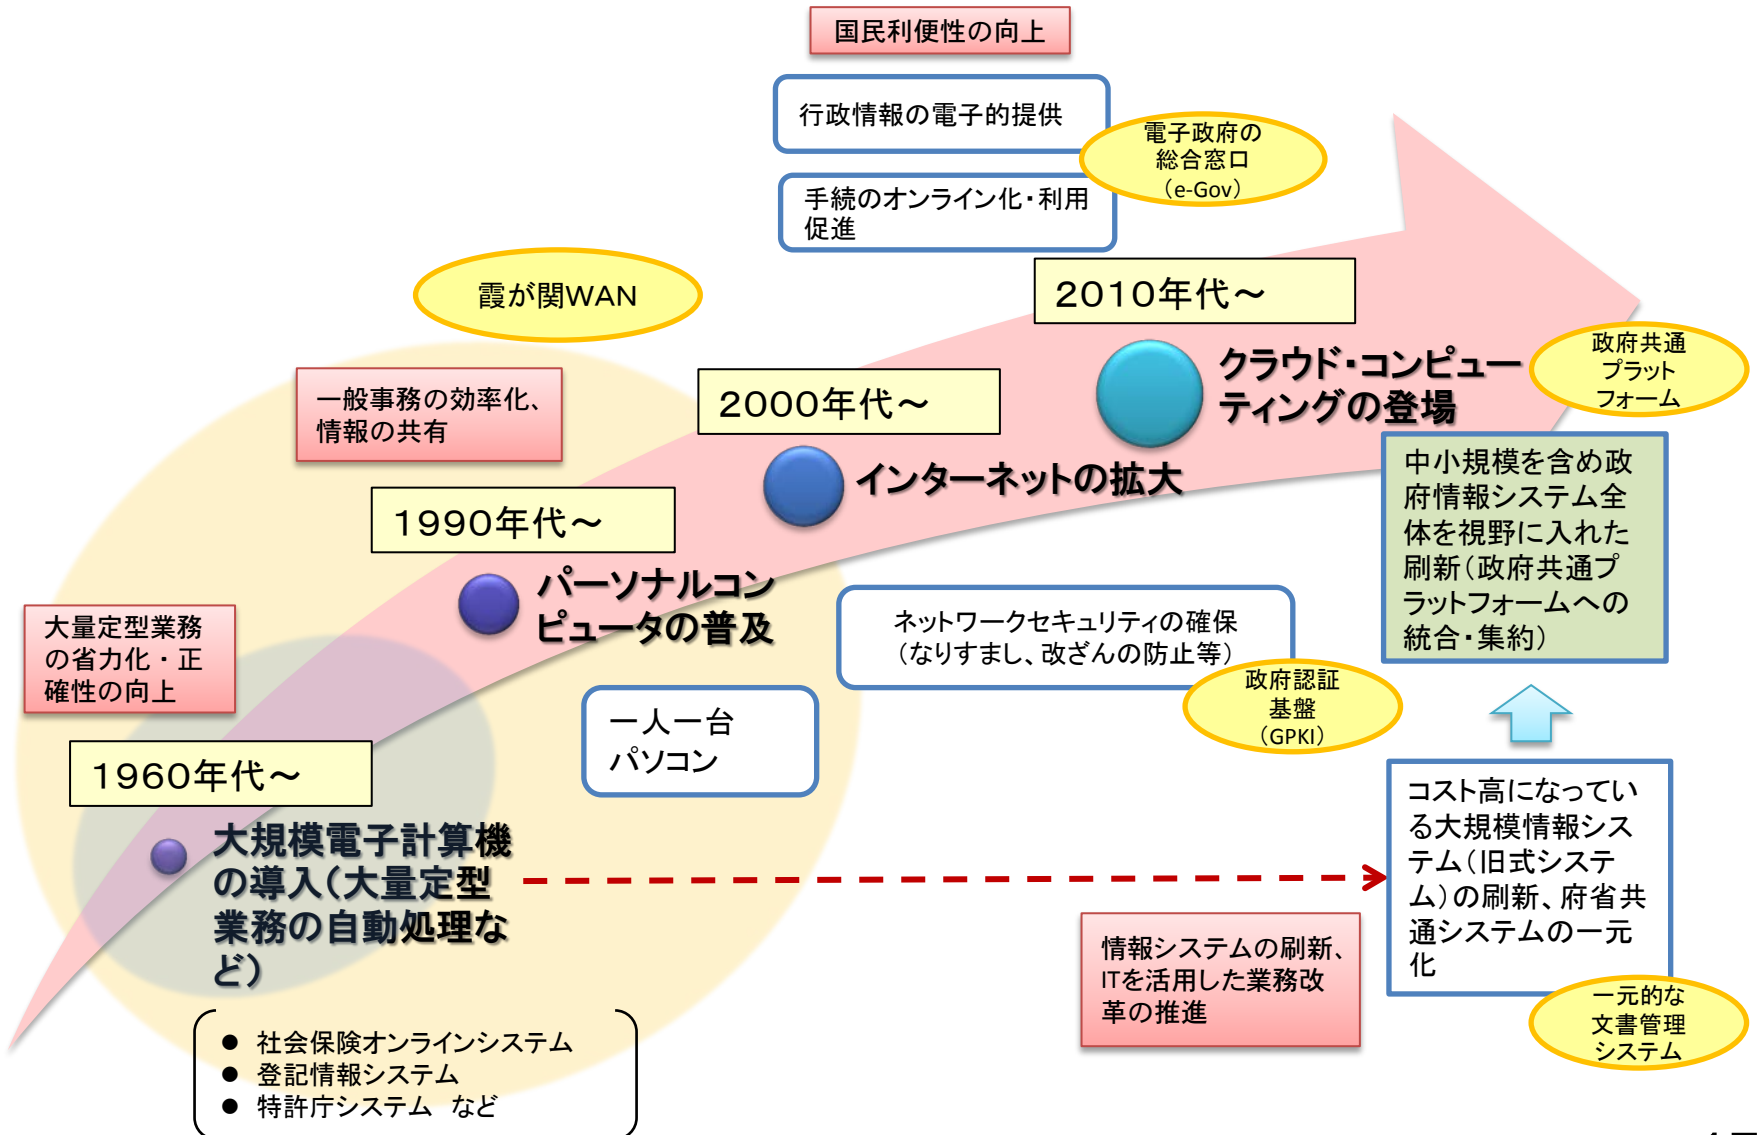 国民利便性の向上
行政情報の電子的提供
電子政府の
総合窓口
（e-Gov）
手続のオンライン化・利用
促進
霞が関WAN
2010年代～
クラウド・コンピュー
ティングの登場
政府共通
プラット
フォーム
一般事務の効率化、
情報の共有
2000年代～
インターネットの拡大
中小規模を含め政
府情報システム全
体を視野に入れた
刷新（政府共通プ
ラットフォームへの
統合・集約）
1990年代～
パーソナルコン
ピュータの普及
大量定型業務
の省力化・正
確性の向上
ネットワークセキュリティの確保
（なりすまし、改ざんの防止等）
政府認証
基盤
（GPKI）
一人一台
パソコン
1960年代～
大規模電子計算機
の導入（大量定型
業務の自動処理な
ど）
コスト高になってい
る大規模情報シス
テム（旧式システ
ム）の刷新、府省共
通システムの一元
化
情報システムの刷新、
ITを活用した業務改
革の推進
一元的な
文書管理
システム
● 社会保険オンラインシステム
● 登記情報システム
● 特許庁システム　など